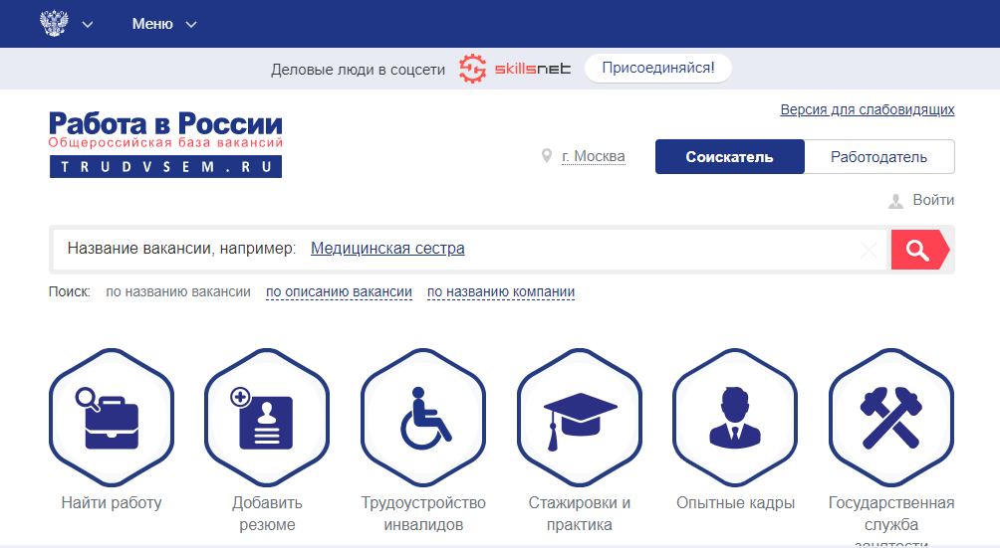 Меню
Деловые люди в соцсети skillsnet Присоединяйся!
Версия для слабовидящих
Работа в России
Общероссийская база вакансий
TRUDVSEM.RU
г. Москва Соискатель Работодатель
Войти
Название вакансии, например: Медицинская сестра
Поиск: по названию вакансии по описанию вакансии по названию компании
Найти работу
Добавить
резюме
Трудоустройство
инвалидов
Стажировки и
практика
Опытные кадры
Государственная
служба
занятости